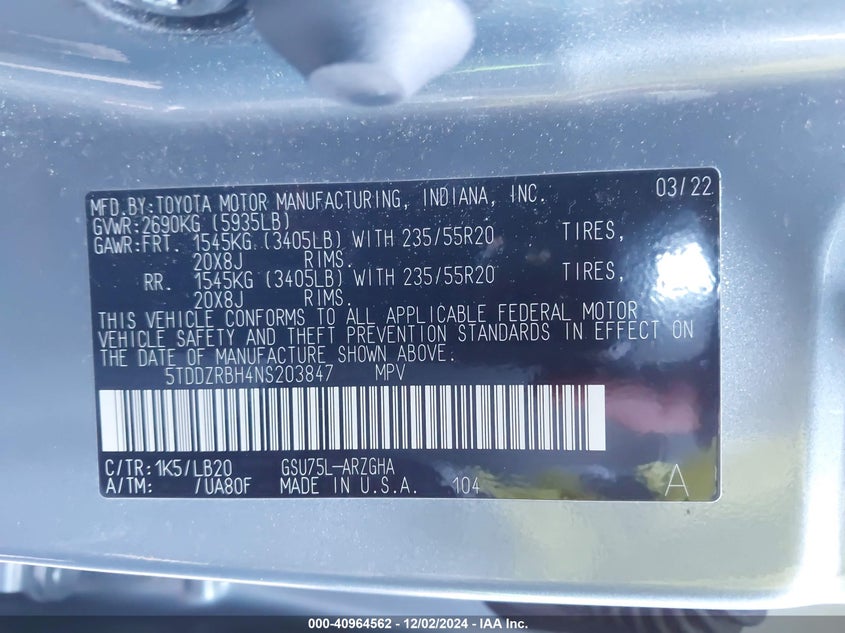 MFD.BY:TOYOTA MOTOR MANUFACTURING, INDIANA, INC. 03/22
GVWR:2690KG (5935LB)
GAWR:FRT. 1545KG (3405LB) WITH 235/55R20 TIRES,
20X8J RIMS.
RR. 1545KG (3405LB) WITH 235/55R20 TIRES,
20X8J RIMS.
THIS VEHICLE CONFORMS TO ALL APPLICABLE FEDERAL MOTOR
VEHICLE SAFETY AND THEFT PREVENTION STANDARDS IN EFFECT ON
THE DATE OF MANUFACTURE SHOWN ABOVE.
5TDDZRBH4NS203847 MPV
C/TR: 1K5/LB20 GSU75L-ARZGHA
A/TM: /UA80F MADE IN U.S.A. 104 A
000-40964562 - 12/02/2024 - IAA Inc.